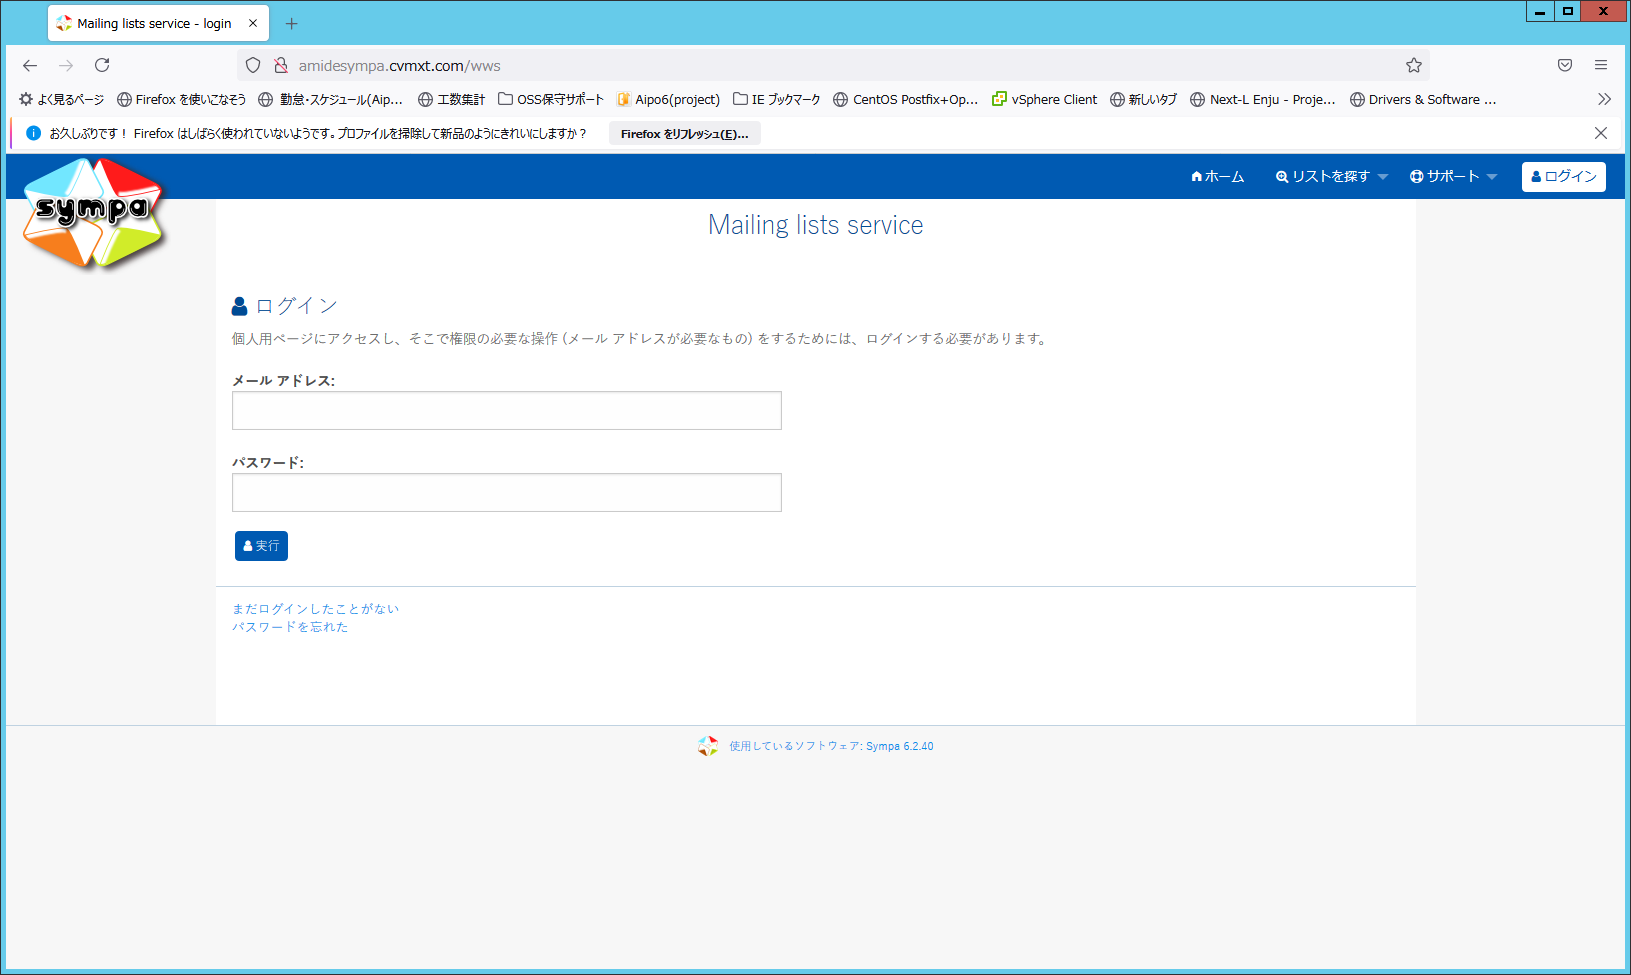 Mailing lists service - login
amidesympa.cvmxt.com/wws
よく見るページ Firefox を使いこなそう 勤怠・スケジュール(Aip... 工数集計 OSS保守サポート Aipo6(project) IE ブックマーク CentOS Postfix+Op... vSphere Client 新しいタブ Next-L Enju - Proje... Drivers & Software ...
お久しぶりです！ Firefox はしばらく使われていないようです。プロファイルを掃除して新品のようにきれいにしますか？ Firefox をリフレッシュ(E)...
sympa
ホーム リストを探す サポート ログイン
Mailing lists service
ログイン
個人用ページにアクセスし、そこで権限の必要な操作 (メール アドレスが必要なもの) をするためには、ログインする必要があります。
メール アドレス:
パスワード:
実行
まだログインしたことがない
パスワードを忘れた
使用しているソフトウェア: Sympa 6.2.40